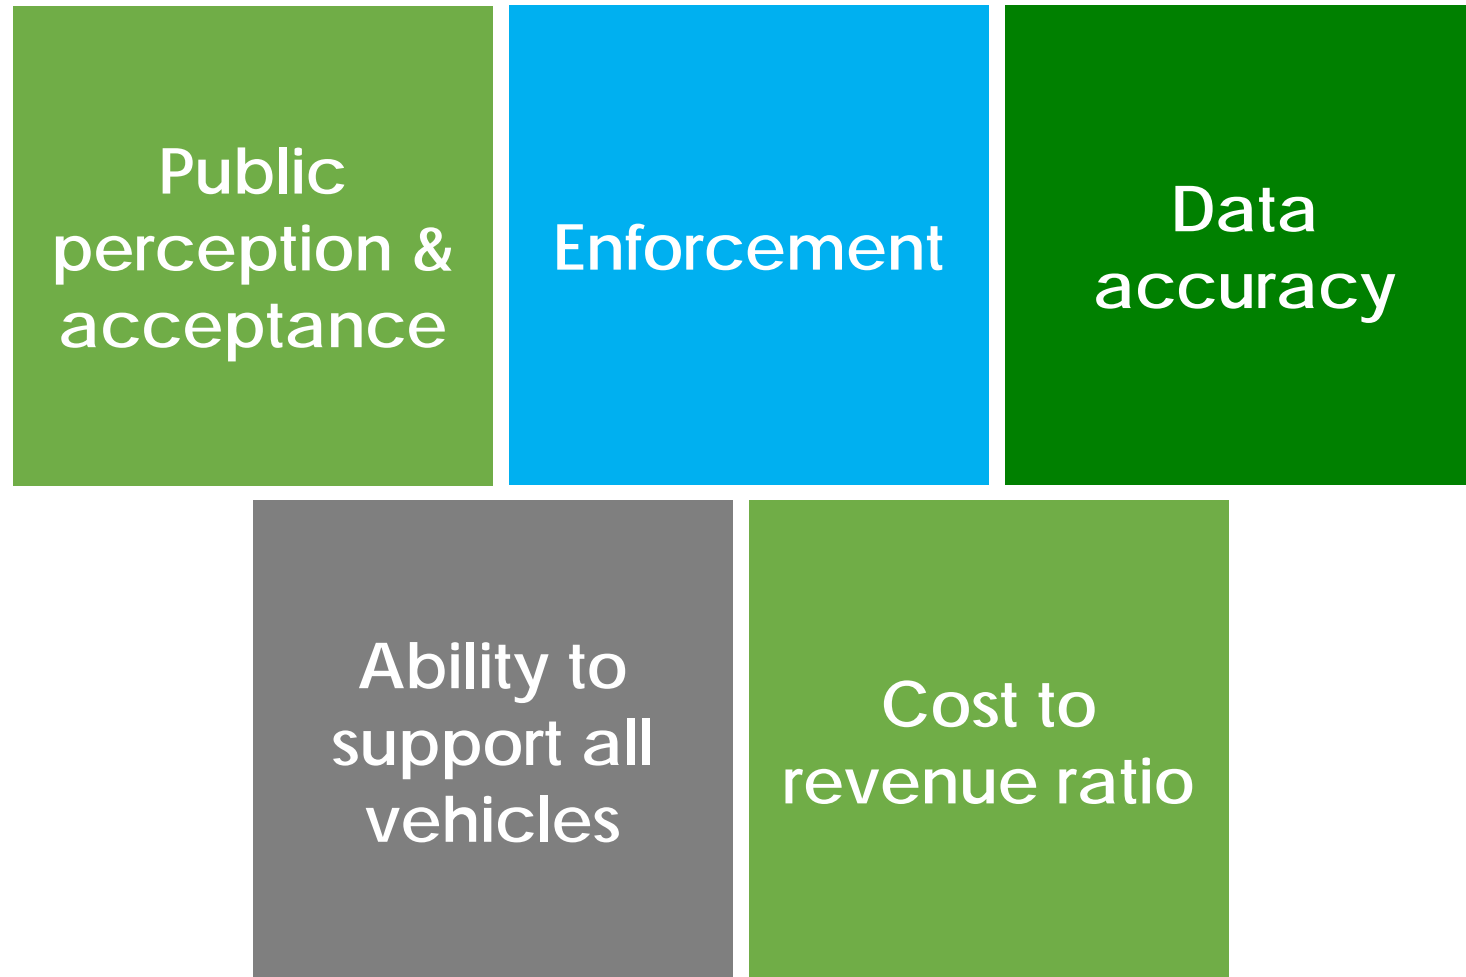 Public
perception &
acceptance
Enforcement
Data
accuracy
Ability to
support all
vehicles
Cost to
revenue ratio